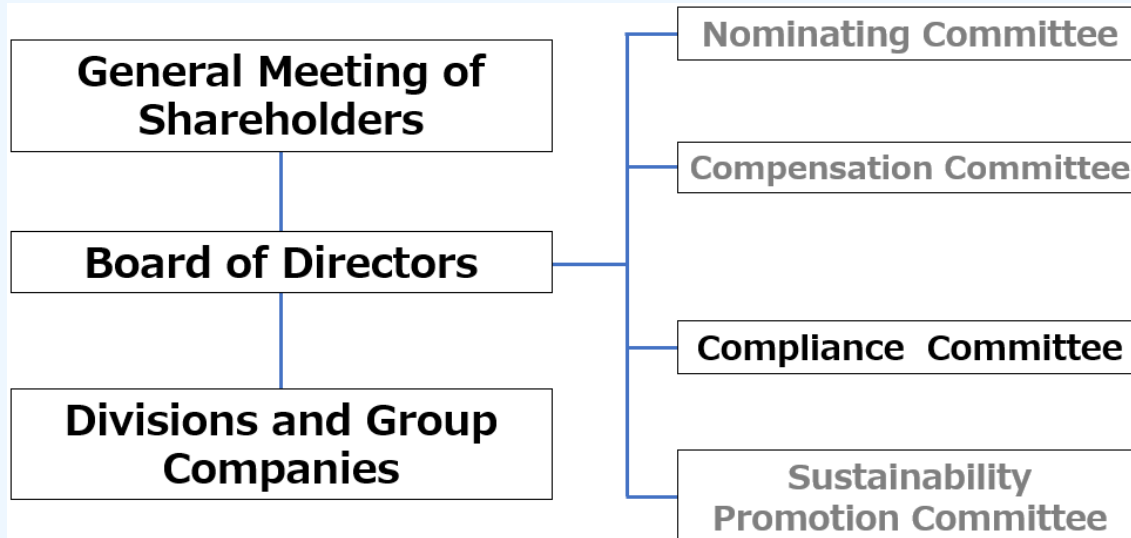 General Meeting of
Shareholders
Board of Directors
Divisions and Group
Companies
Nominating Committee
Compensation Committee
Compliance Committee
Sustainability
Promotion Committee